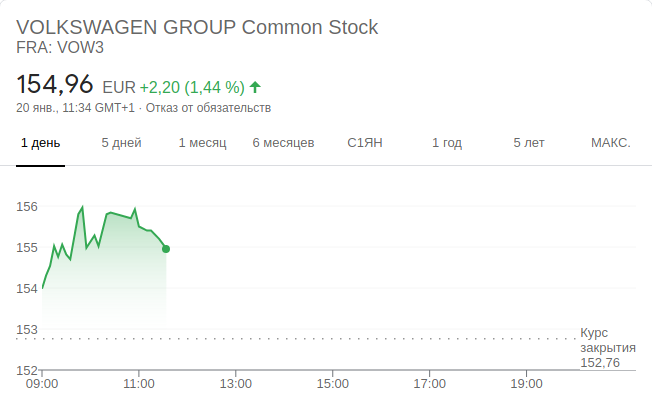 VOLKSWAGEN GROUP Common Stock
FRA: VOW3
154,96 EUR +2,20 (1,44 %)
20 янв., 11:34 GMT+1 · Отказ от обязательств
1 день 5 дней 1 месяц 6 месяцев С1ЯН 1 год 5 лет МАКС.
156
155
154
153
Курс
закрытия
152,76
152
09:00 11:00 13:00 15:00 17:00 19:00